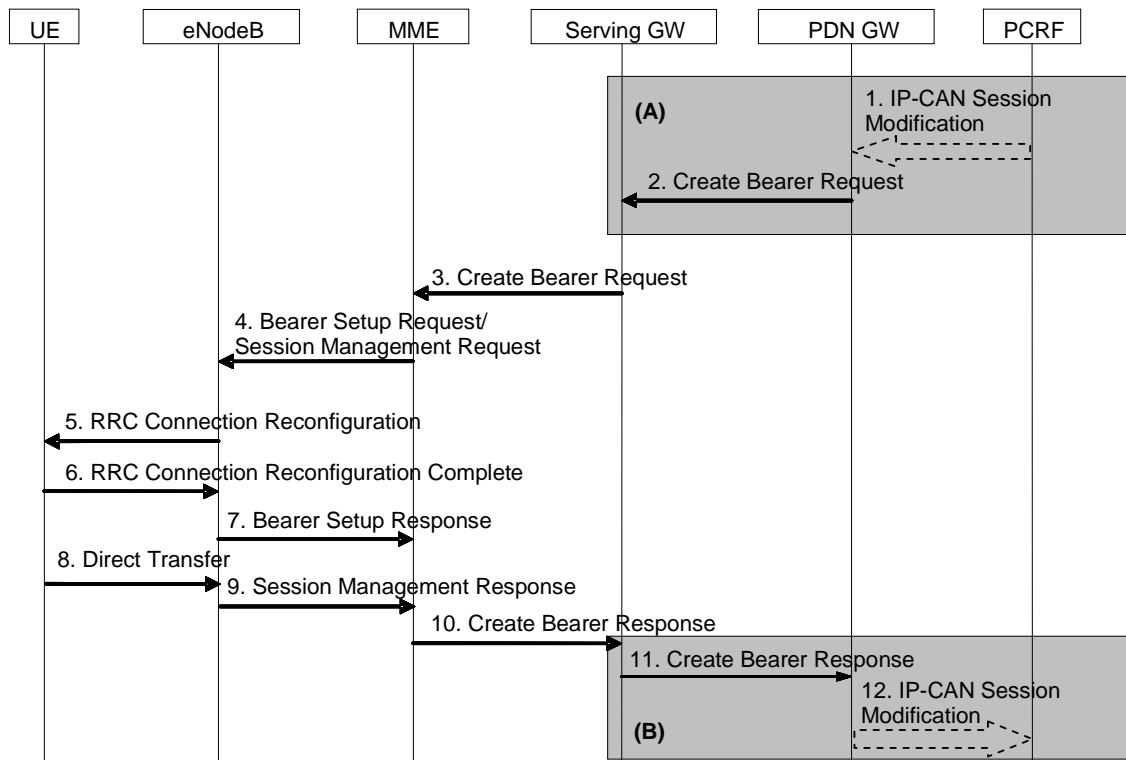 UE eNodeB MME Serving GW PDN GW PCRF
(A)
1. IP-CAN Session
Modification
2. Create Bearer Request
3. Create Bearer Request
4. Bearer Setup Request/
Session Management Request
5. RRC Connection Reconfiguration
6. RRC Connection Reconfiguration Complete
7. Bearer Setup Response
8. Direct Transfer
9. Session Management Response
10. Create Bearer Response
11. Create Bearer Response
12. IP-CAN Session
Modification
(B)